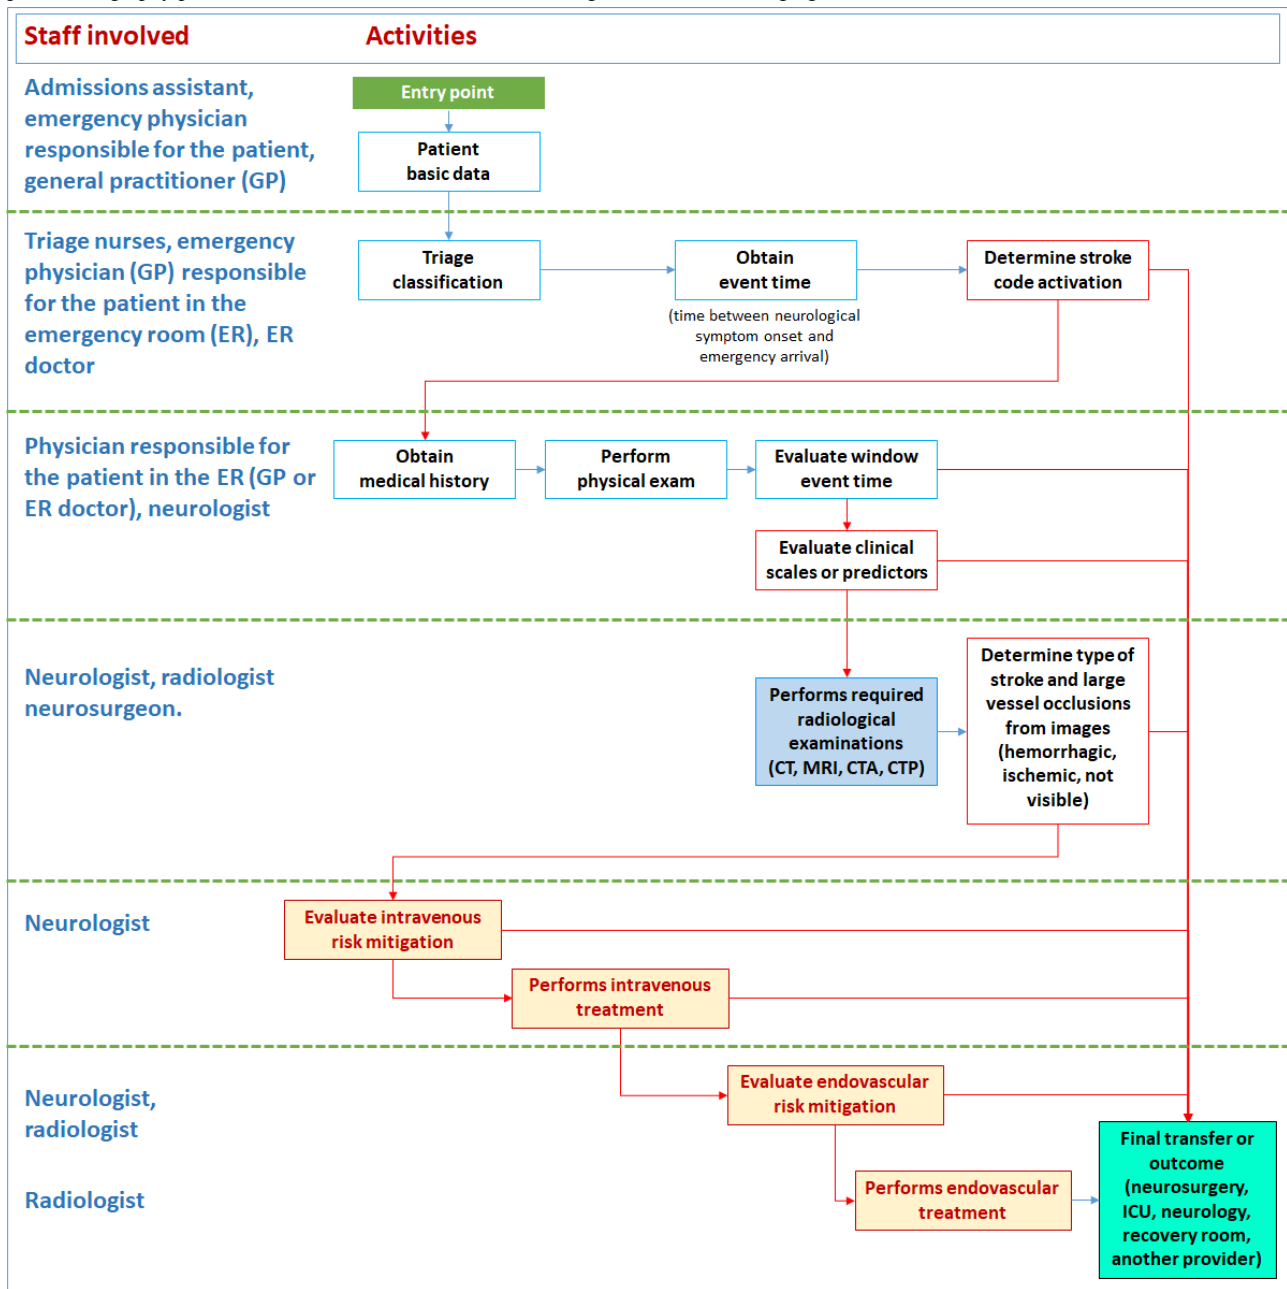 Staff involved
Activities
Admissions assistant,
emergency physician
responsible for the patient,
general practitioner (GP)
Entry point
Patient
basic data
Triage nurses, emergency
physician (GP) responsible
for the patient in the
emergency room (ER), ER
doctor
Triage
classification
Obtain
event time
(time between neurological
symptom onset and
emergency arrival)
Determine stroke
code activation
Physician responsible for
the patient in the ER (GP or
ER doctor), neurologist
Obtain
medical history
Perform
physical exam
Evaluate window
event time
Evaluate clinical
scales or predictors
Neurologist, radiologist
neurosurgeon.
Performs required
radiological
examinations
(CT, MRI, CTA, CTP)
Determine type of
stroke and large
vessel occlusions
from images
(hemorrhagic,
ischemic, not
visible)
Neurologist
Evaluate intravenous
risk mitigation
Performs intravenous
treatment
Neurologist,
radiologist
Evaluate endovascular
risk mitigation
Radiologist
Performs endovascular
treatment
Final transfer or
outcome
(neurosurgery,
ICU, neurology,
recovery room,
another provider)